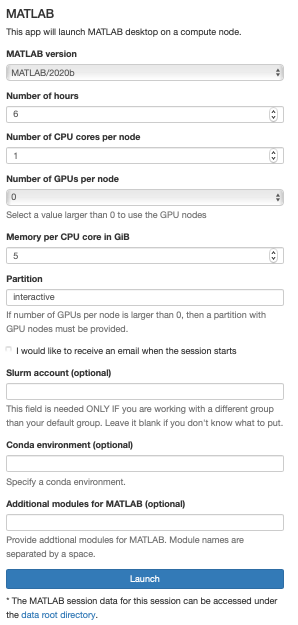 MATLAB
This app will launch MATLAB desktop on a compute node.
MATLAB version
MATLAB/2020b
Number of hours
6
Number of CPU cores per node
1
Number of GPUs per node
0
Select a value larger than 0 to use the GPU nodes
Memory per CPU core in GiB
5
Partition
interactive
If number of GPUs per node is larger than 0, then a partition with
GPU nodes must be provided.
I would like to receive an email when the session starts
Slurm account (optional)
This field is needed ONLY IF you are working with a different group
than your default group. Leave it blank if you don't know what to put.
Conda environment (optional)
Specify a conda environment.
Additional modules for MATLAB (optional)
Provide addtional modules for MATLAB. Module names are
separated by a space.
Launch
* The MATLAB session data for this session can be accessed under
the data root directory.